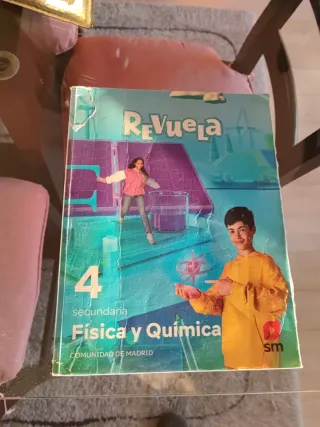 REVUELA
4
secundaria
Física y Química
COMUNIDAD DE MADRID
sm